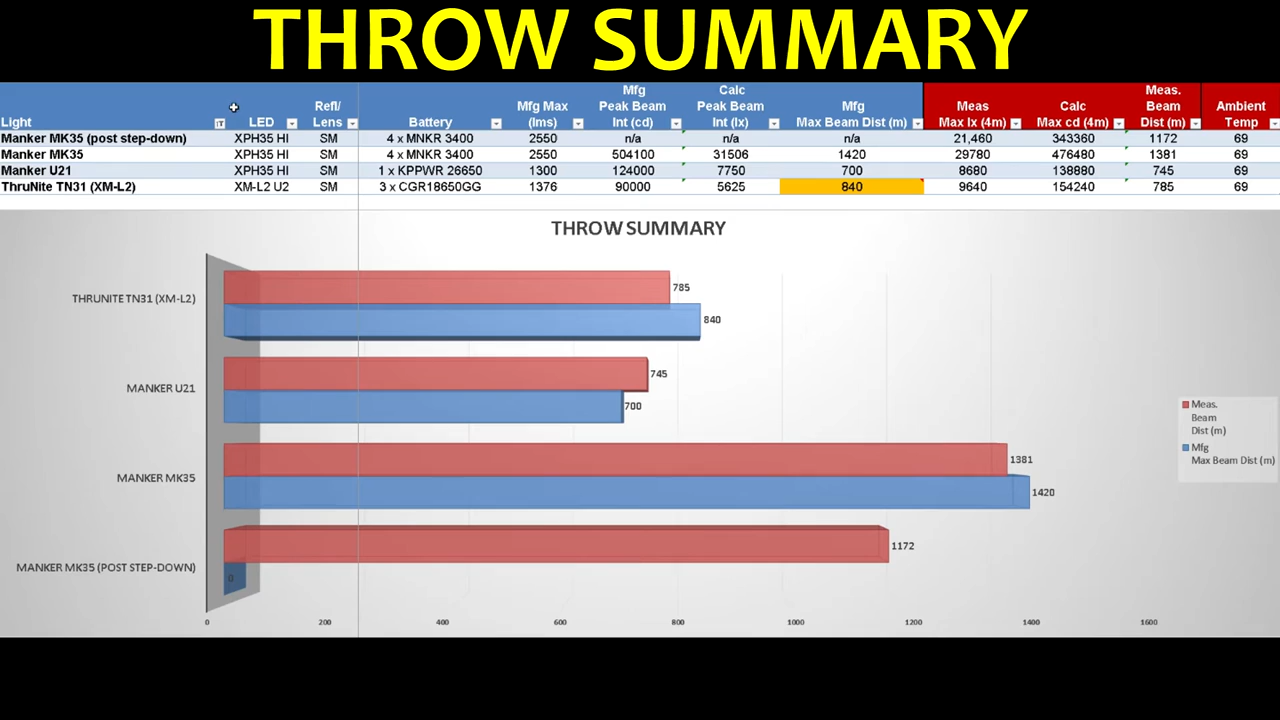 THROW SUMMARY
Mfg Calc Meas.
Refl/ Mfg Max Peak Beam Peak Beam Mfg Meas Calc Beam Ambient
Light LED Lens Battery (lms) Int (cd) Int (lx) Max Beam Dist (m) Max lx (4m) Max cd (4m) Dist (m) Temp
Manker MK35 (post step-down) XPH35 HI SM 4 x MNKR 3400 2550 n/a n/a n/a 21,460 343360 1172 69
Manker MK35 XPH35 HI SM 4 x MNKR 3400 2550 504100 31506 1420 29780 476480 1381 69
Manker U21 XPH35 HI SM 1 x KPPWR 26650 1300 124000 7750 700 8680 138880 745 69
ThruNite TN31 (XM-L2) XM-L2 U2 SM 3 x CGR18650GG 1376 90000 5625 840 9640 154240 785 69
THROW SUMMARY
THRUNITE TN31 (XM-L2)
785
840
MANKER U21
745
700
MANKER MK35
1381
1420
MANKER MK35 (POST STEP-DOWN)
1172
0
0 200 400 600 800 1000 1200 1400 1600
Meas.
Beam
Dist (m)
Mfg
Max Beam Dist (m)